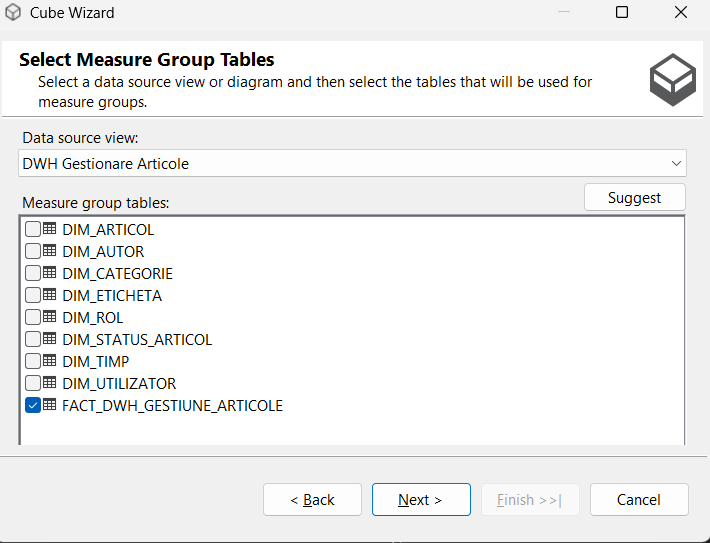 Cube Wizard
Select Measure Group Tables
Select a data source view or diagram and then select the tables that will be used for
measure groups.
Data source view:
DWH Gestionare Articole
Measure group tables:
Suggest
DIM_ARTICOL
DIM_AUTOR
DIM_CATEGORIE
DIM_ETICHETA
DIM_ROL
DIM_STATUS_ARTICOL
DIM_TIMP
DIM_UTILIZATOR
FACT_DWH_GESTIUNE_ARTICOLE
< Back
Next >
Finish >>|
Cancel